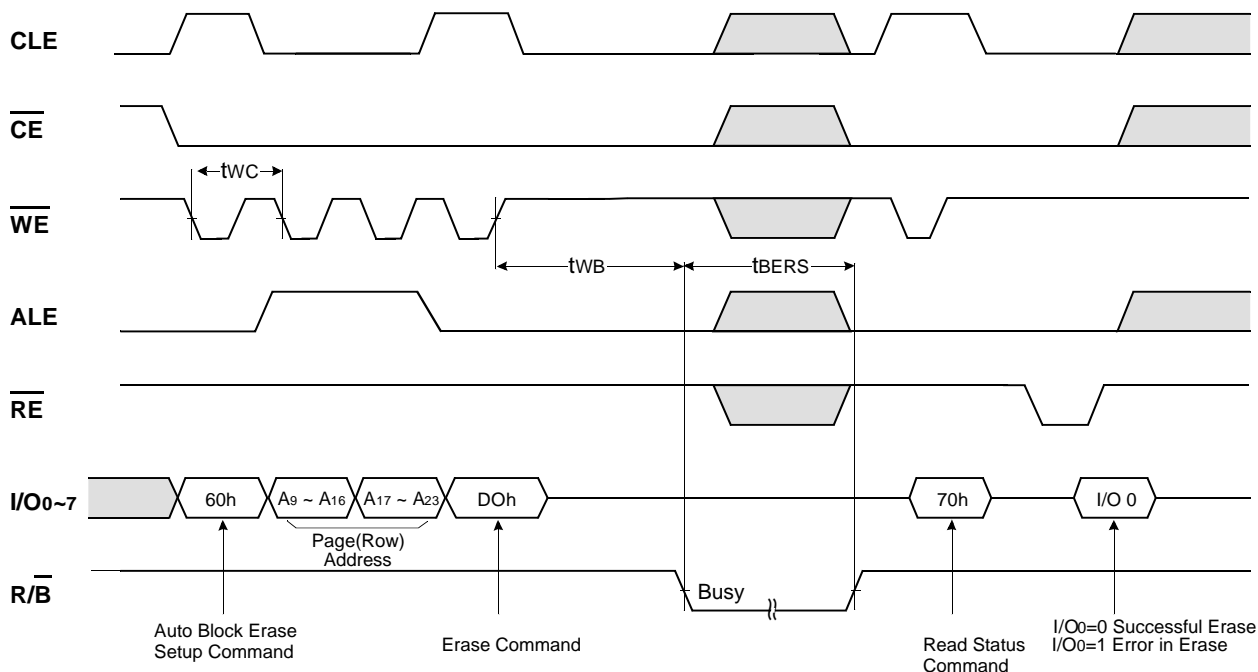 CLE
CE
tWC
WE
tWB
tBERS
ALE
RE
I/O0~7
60h
A9 ~ A16
A17 ~ A23
DOh
70h
I/O 0
Page(Row)
Address
R/B
Busy
Auto Block Erase
Setup Command
Erase Command
Read Status
Command
I/O0=0 Successful Erase
I/O0=1 Error in Erase